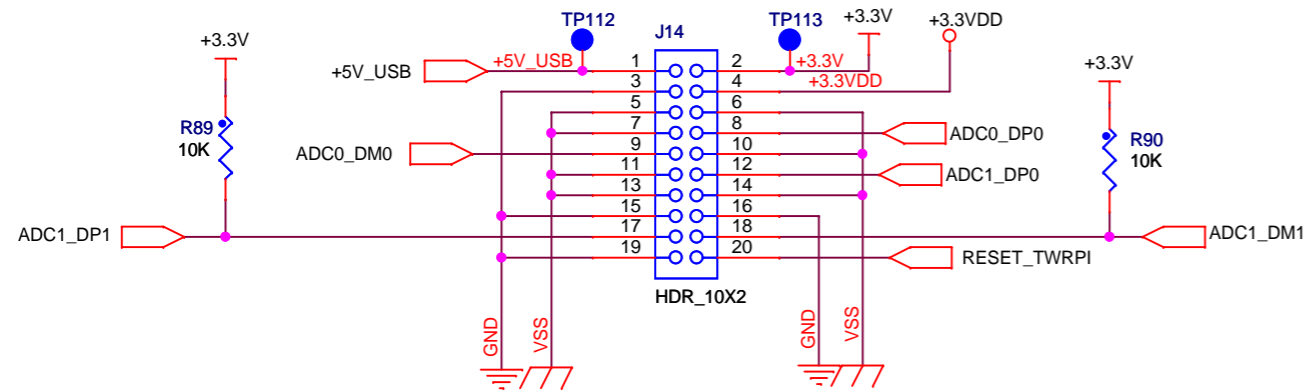 TP112
TP113
+3.3V
+3.3VDD
J14
+3.3V
+5V_USB
+5V_USB
1
2
+3.3V
+3.3V
3
4
+3.3VDD
5
6
R89
10K
7
8
ADC0_DP0
R90
10K
ADC0_DM0
9
10
11
12
ADC1_DP0
13
14
15
16
ADC1_DP1
17
18
ADC1_DM1
19
20
RESET_TWRPI
HDR_10X2
GND
VSS
GND
VSS